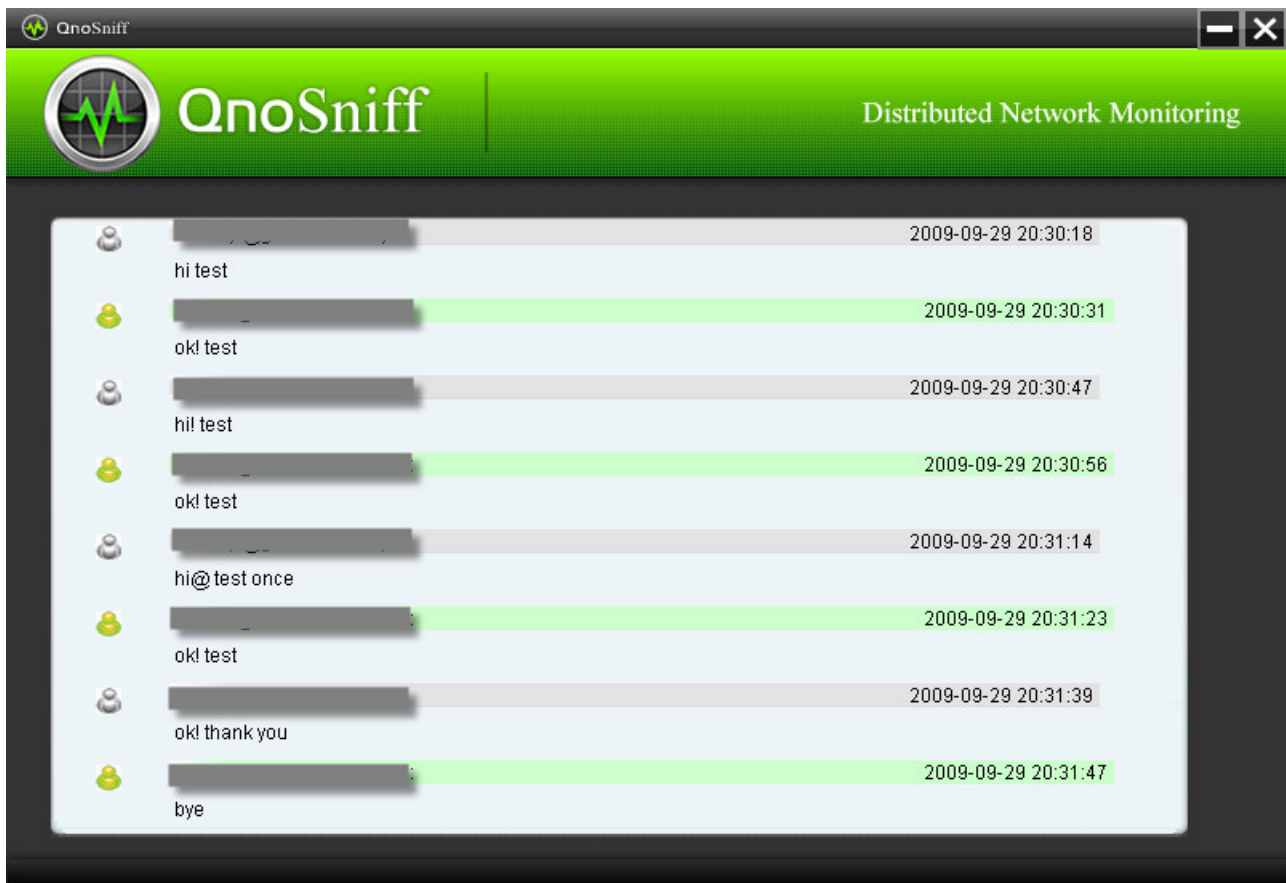 QnoSniff
QnoSniff
Distributed Network Monitoring
2009-09-29 20:30:18
hi test
2009-09-29 20:30:31
ok! test
2009-09-29 20:30:47
hi! test
2009-09-29 20:30:56
ok! test
2009-09-29 20:31:14
hi@ test once
2009-09-29 20:31:23
ok! test
2009-09-29 20:31:39
ok! thank you
2009-09-29 20:31:47
bye